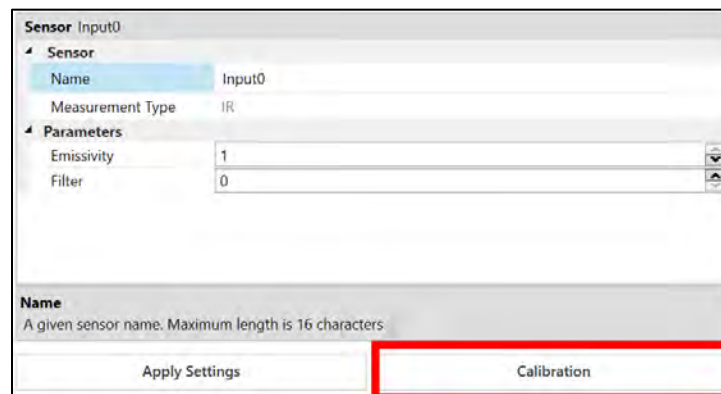 Sensor Input0
Sensor
Name Input0
Measurement Type IR
Parameters
Emissivity 1
Filter 0
Name
A given sensor name. Maximum length is 16 characters
Apply Settings Calibration